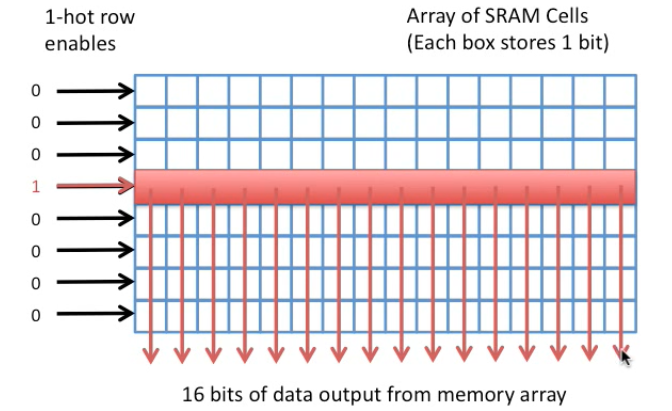 1-hot row
enables
Array of SRAM Cells
(Each box stores 1 bit)
0
0
0
1
0
0
0
0
16 bits of data output from memory array